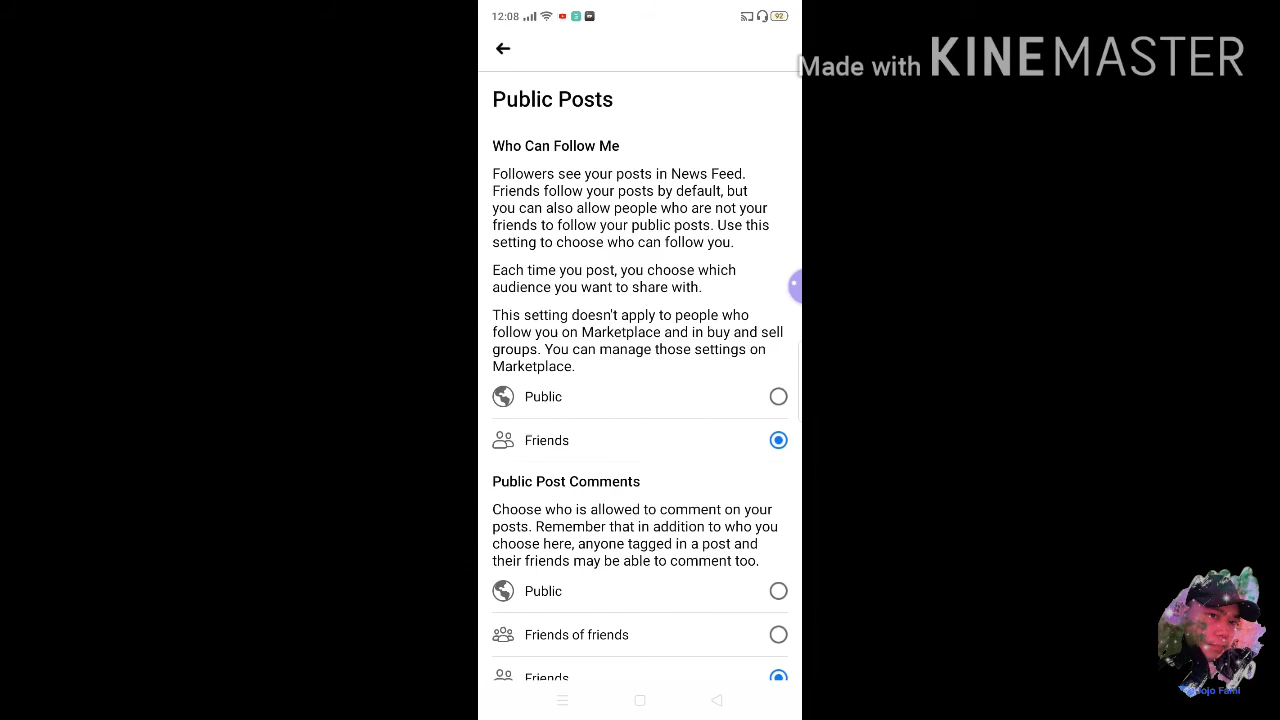 12:08
92
Made with KINEMASTER
Public Posts
Who Can Follow Me
Followers see your posts in News Feed.
Friends follow your posts by default, but
you can also allow people who are not your
friends to follow your public posts. Use this
setting to choose who can follow you.
Each time you post, you choose which
audience you want to share with.
This setting doesn't apply to people who
follow you on Marketplace and in buy and sell
groups. You can manage those settings on
Marketplace.
Public
Friends
Public Post Comments
Choose who is allowed to comment on your
posts. Remember that in addition to who you
choose here, anyone tagged in a post and
their friends may be able to comment too.
Public
Friends of friends
Friends